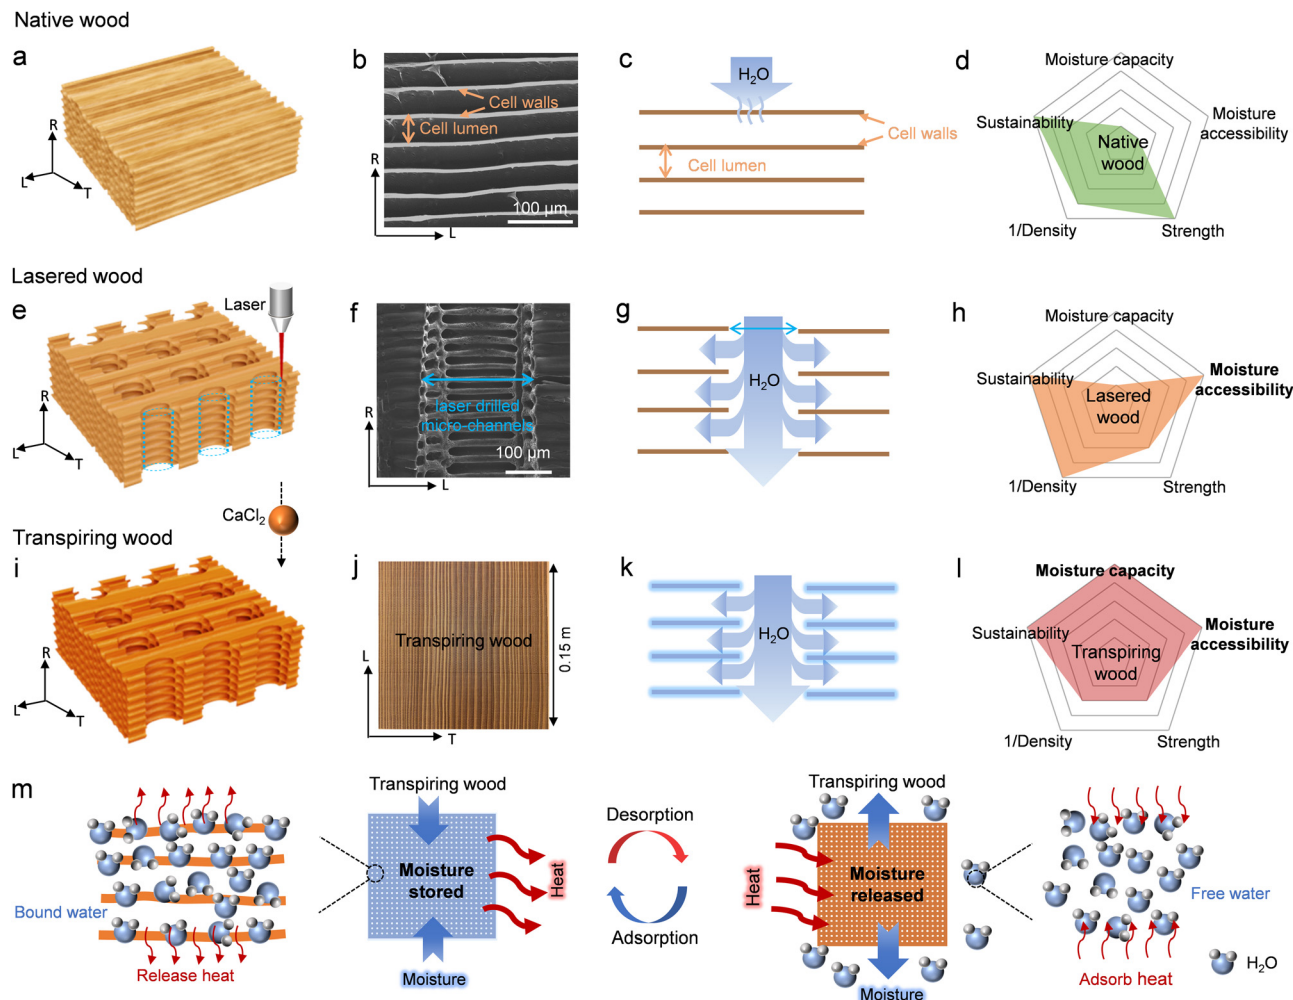 Native wood
a
R
L
T
b
Cell walls
Cell lumen
100 µm
R
L
c
H₂O
Cell walls
Cell lumen
d
Moisture capacity
Sustainability
Moisture
accessibility
Native
wood
1/Density
Strength
Lasered wood
e
Laser
R
L
T
f
laser drilled
micro-channels
100 µm
R
L
g
H₂O
h
Moisture capacity
Sustainability
Moisture
accessibility
Lasered
wood
1/Density
Strength
CaCl₂
Transpiring wood
i
R
L
T
j
Transpiring wood
0.15 m
L
T
k
H₂O
l
Moisture capacity
Sustainability
Moisture
accessibility
Transpiring
wood
1/Density
Strength
m
Bound water
Release heat
Transpiring wood
Moisture
stored
Heat
Moisture
Desorption
Adsorption
Transpiring wood
Heat
Moisture
released
Moisture
Free water
Adsorb heat
H₂O